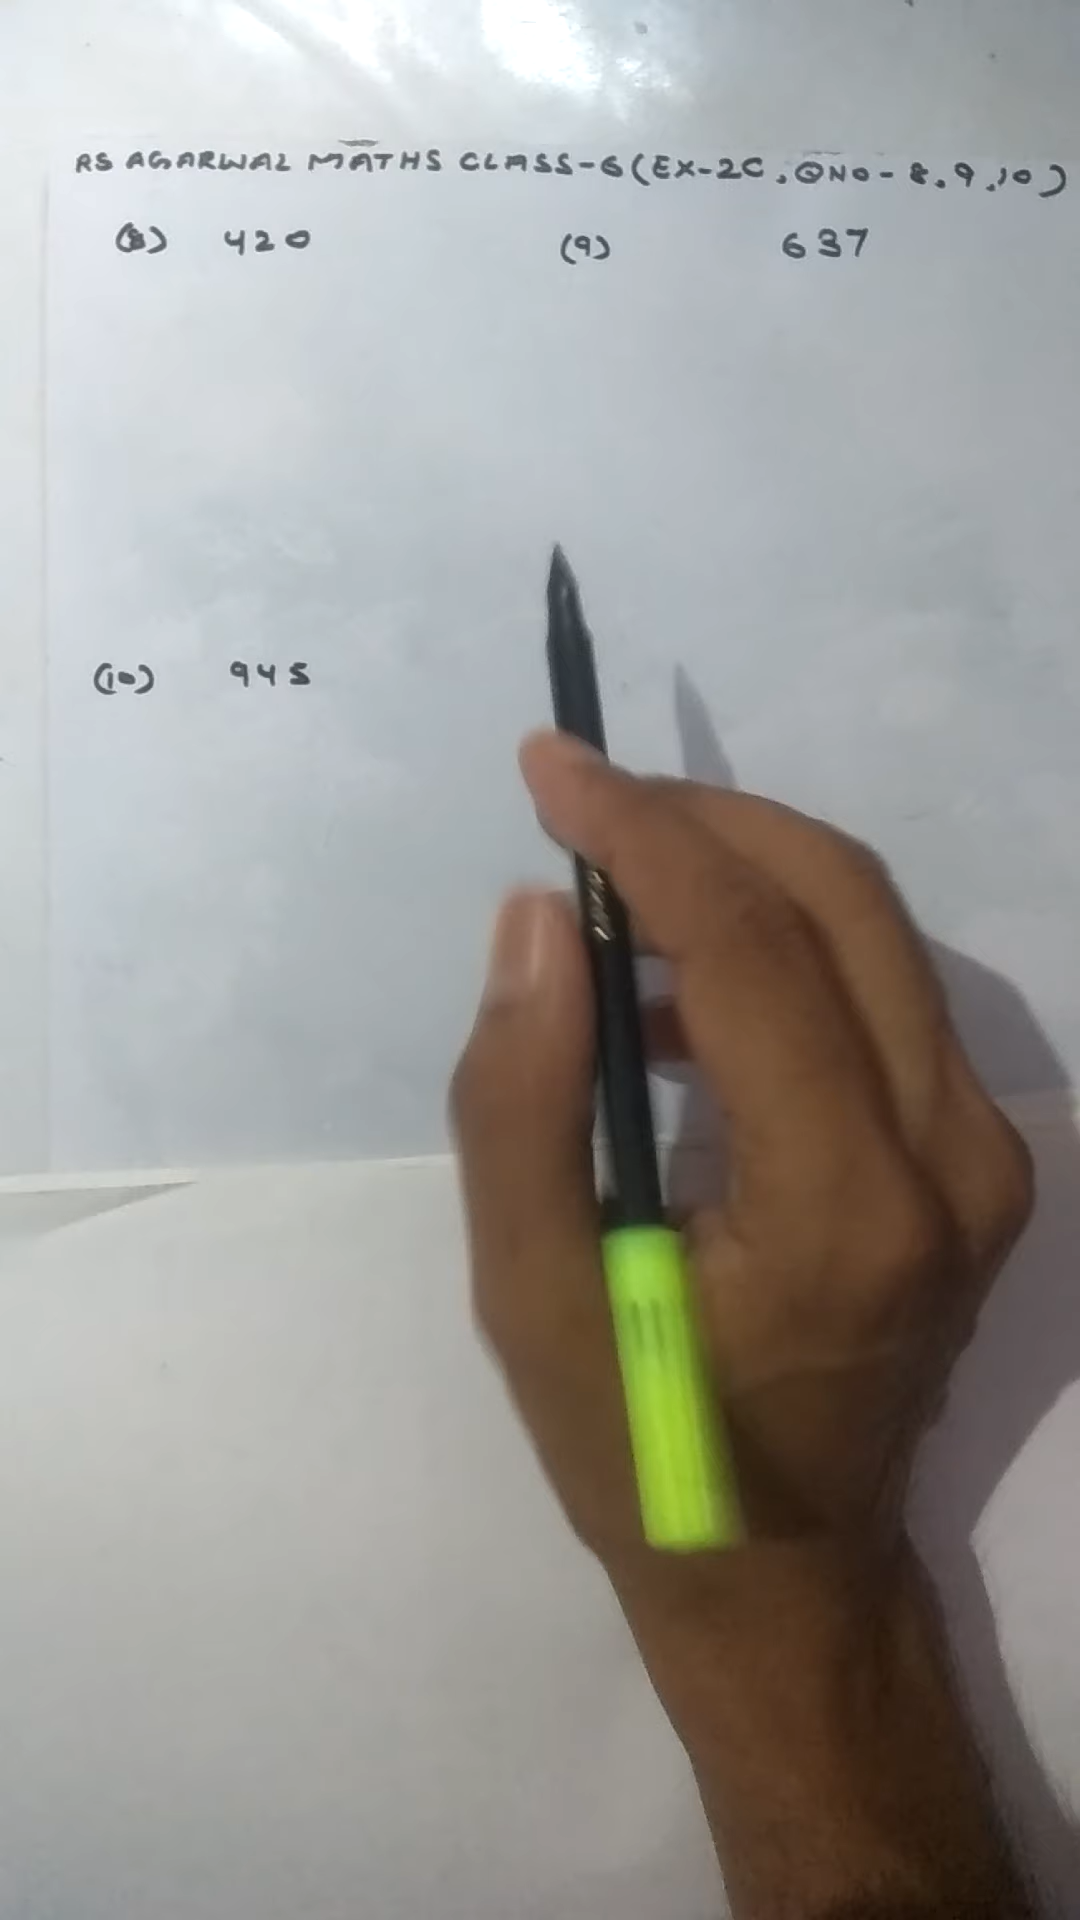 RS AGARWAL MATHS CLASS-6 (EX-2C, QNO - 8, 9, 10)
(8) 420 (9) 637
(10) 945